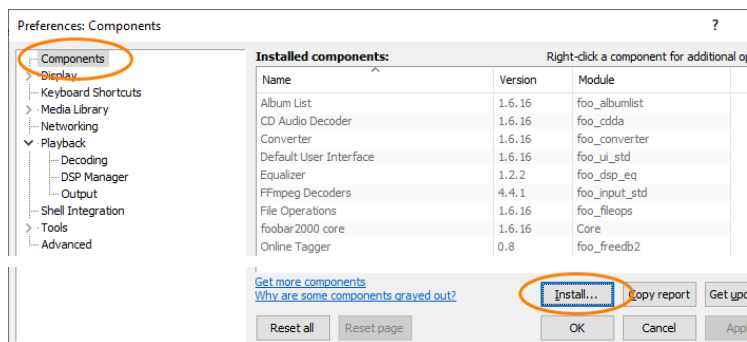 Preferences: Components
?
Components
Display
Keyboard Shortcuts
Media Library
Networking
Playback
Decoding
DSP Manager
Output
Shell Integration
Tools
Advanced
Installed components:
Right-click a component for additional
Name Version Module
Album List 1.6.16 foo_albumlist
CD Audio Decoder 1.6.16 foo_cdda
Converter 1.6.16 foo_converter
Default User Interface 1.6.16 foo_ui_std
Equalizer 1.2.2 foo_dsp_eq
FFmpeg Decoders 4.4.1 foo_input_std
File Operations 1.6.16 foo_fileops
foobar2000 core 1.6.16 Core
Online Tagger 0.8 foo_freedb2
Get more components
Why are some components grayed out?
Install... Copy report Get
Reset all Reset page OK Cancel